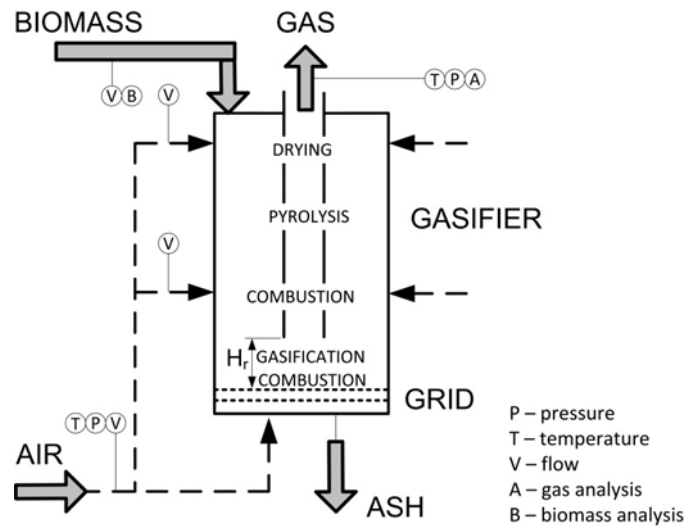 BIOMASS
GAS
V B
V
T P A
DRYING
PYROLYSIS
GASIFIER
V
COMBUSTION
Hr
GASIFICATION
COMBUSTION
GRID
T P V
AIR
ASH
P – pressure
T – temperature
V – flow
A – gas analysis
B – biomass analysis